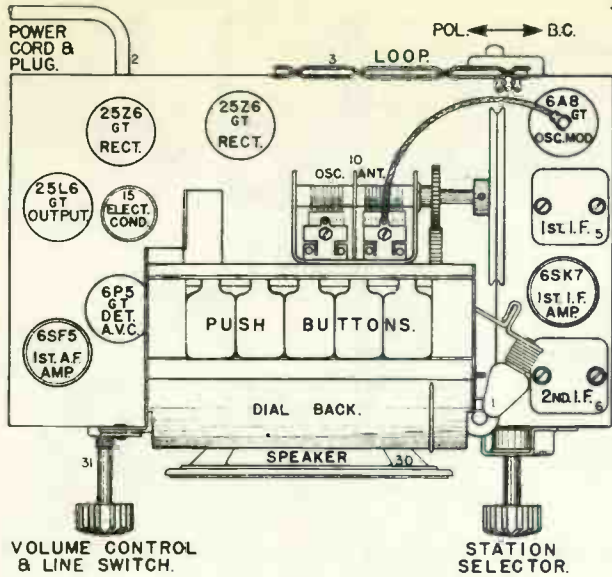 POWER
CORD &
PLUG.
2
3
LOOP.
POL.
B.C.
25Z6
GT
RECT.
25Z6
GT
RECT.
6A8
GT
OSC. MOD.
25L6
GT
OUTPUT.
15
ELECT.
COND.
OSC.
10
ANT.
1ST. I.F. 5
6P5
GT
DET.
A.V.C.
6SK7
1ST. I.F.
AMP.
6SF5
1ST. A.F.
AMP.
PUSH BUTTONS.
2ND. I.F. 6
1
DIAL BACK.
SPEAKER
30
31
VOLUME CONTROL
& LINE SWITCH.
STATION
SELECTOR.